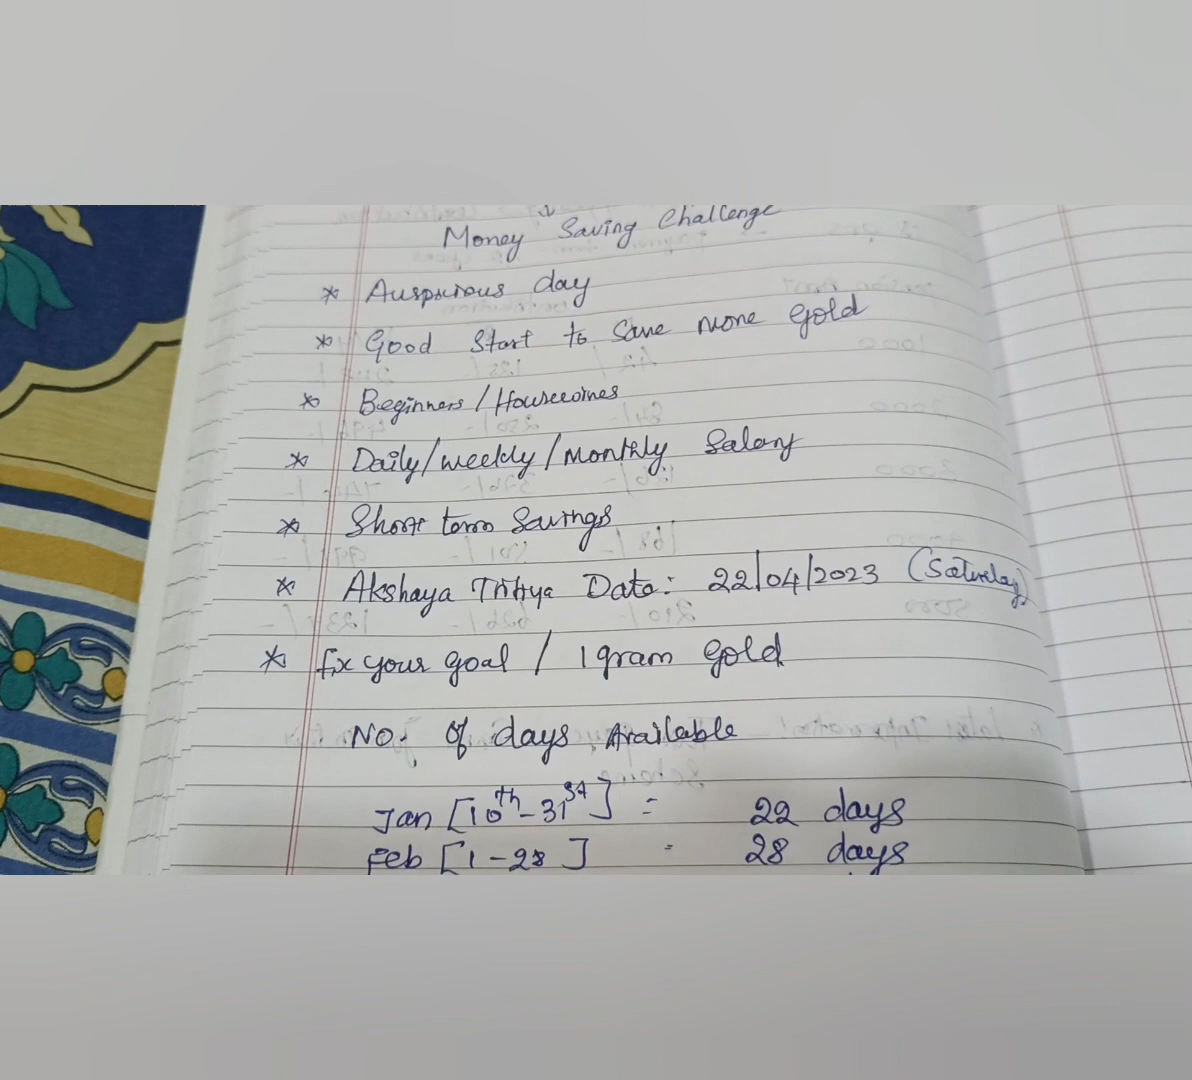 Money Saving Challenge
* Auspicious day
* Good Start to Save more Gold
* Beginners / Housewives
* Daily/weekly/Monthly Salary
* Short term Savings
* Akshaya Tritiya Date: 22/04/2023 (Saturday)
* fix your goal / 1 gram Gold
No. of days Available
Jan [10th - 31st] = 22 days
Feb [1 - 28] = 28 days